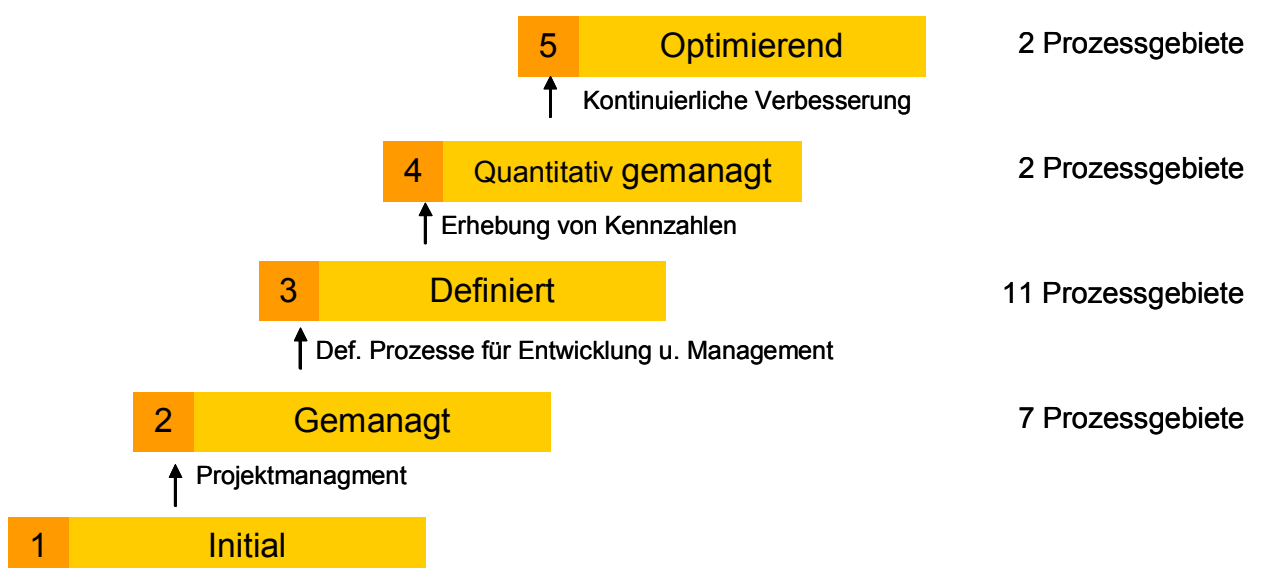 5 Optimierend 2 Prozessgebiete
Kontinuierliche Verbesserung
4 Quantitativ gemanagt 2 Prozessgebiete
Erhebung von Kennzahlen
3 Definiert 11 Prozessgebiete
Def. Prozesse für Entwicklung u. Management
2 Gemanagt 7 Prozessgebiete
Projektmanagment
1 Initial